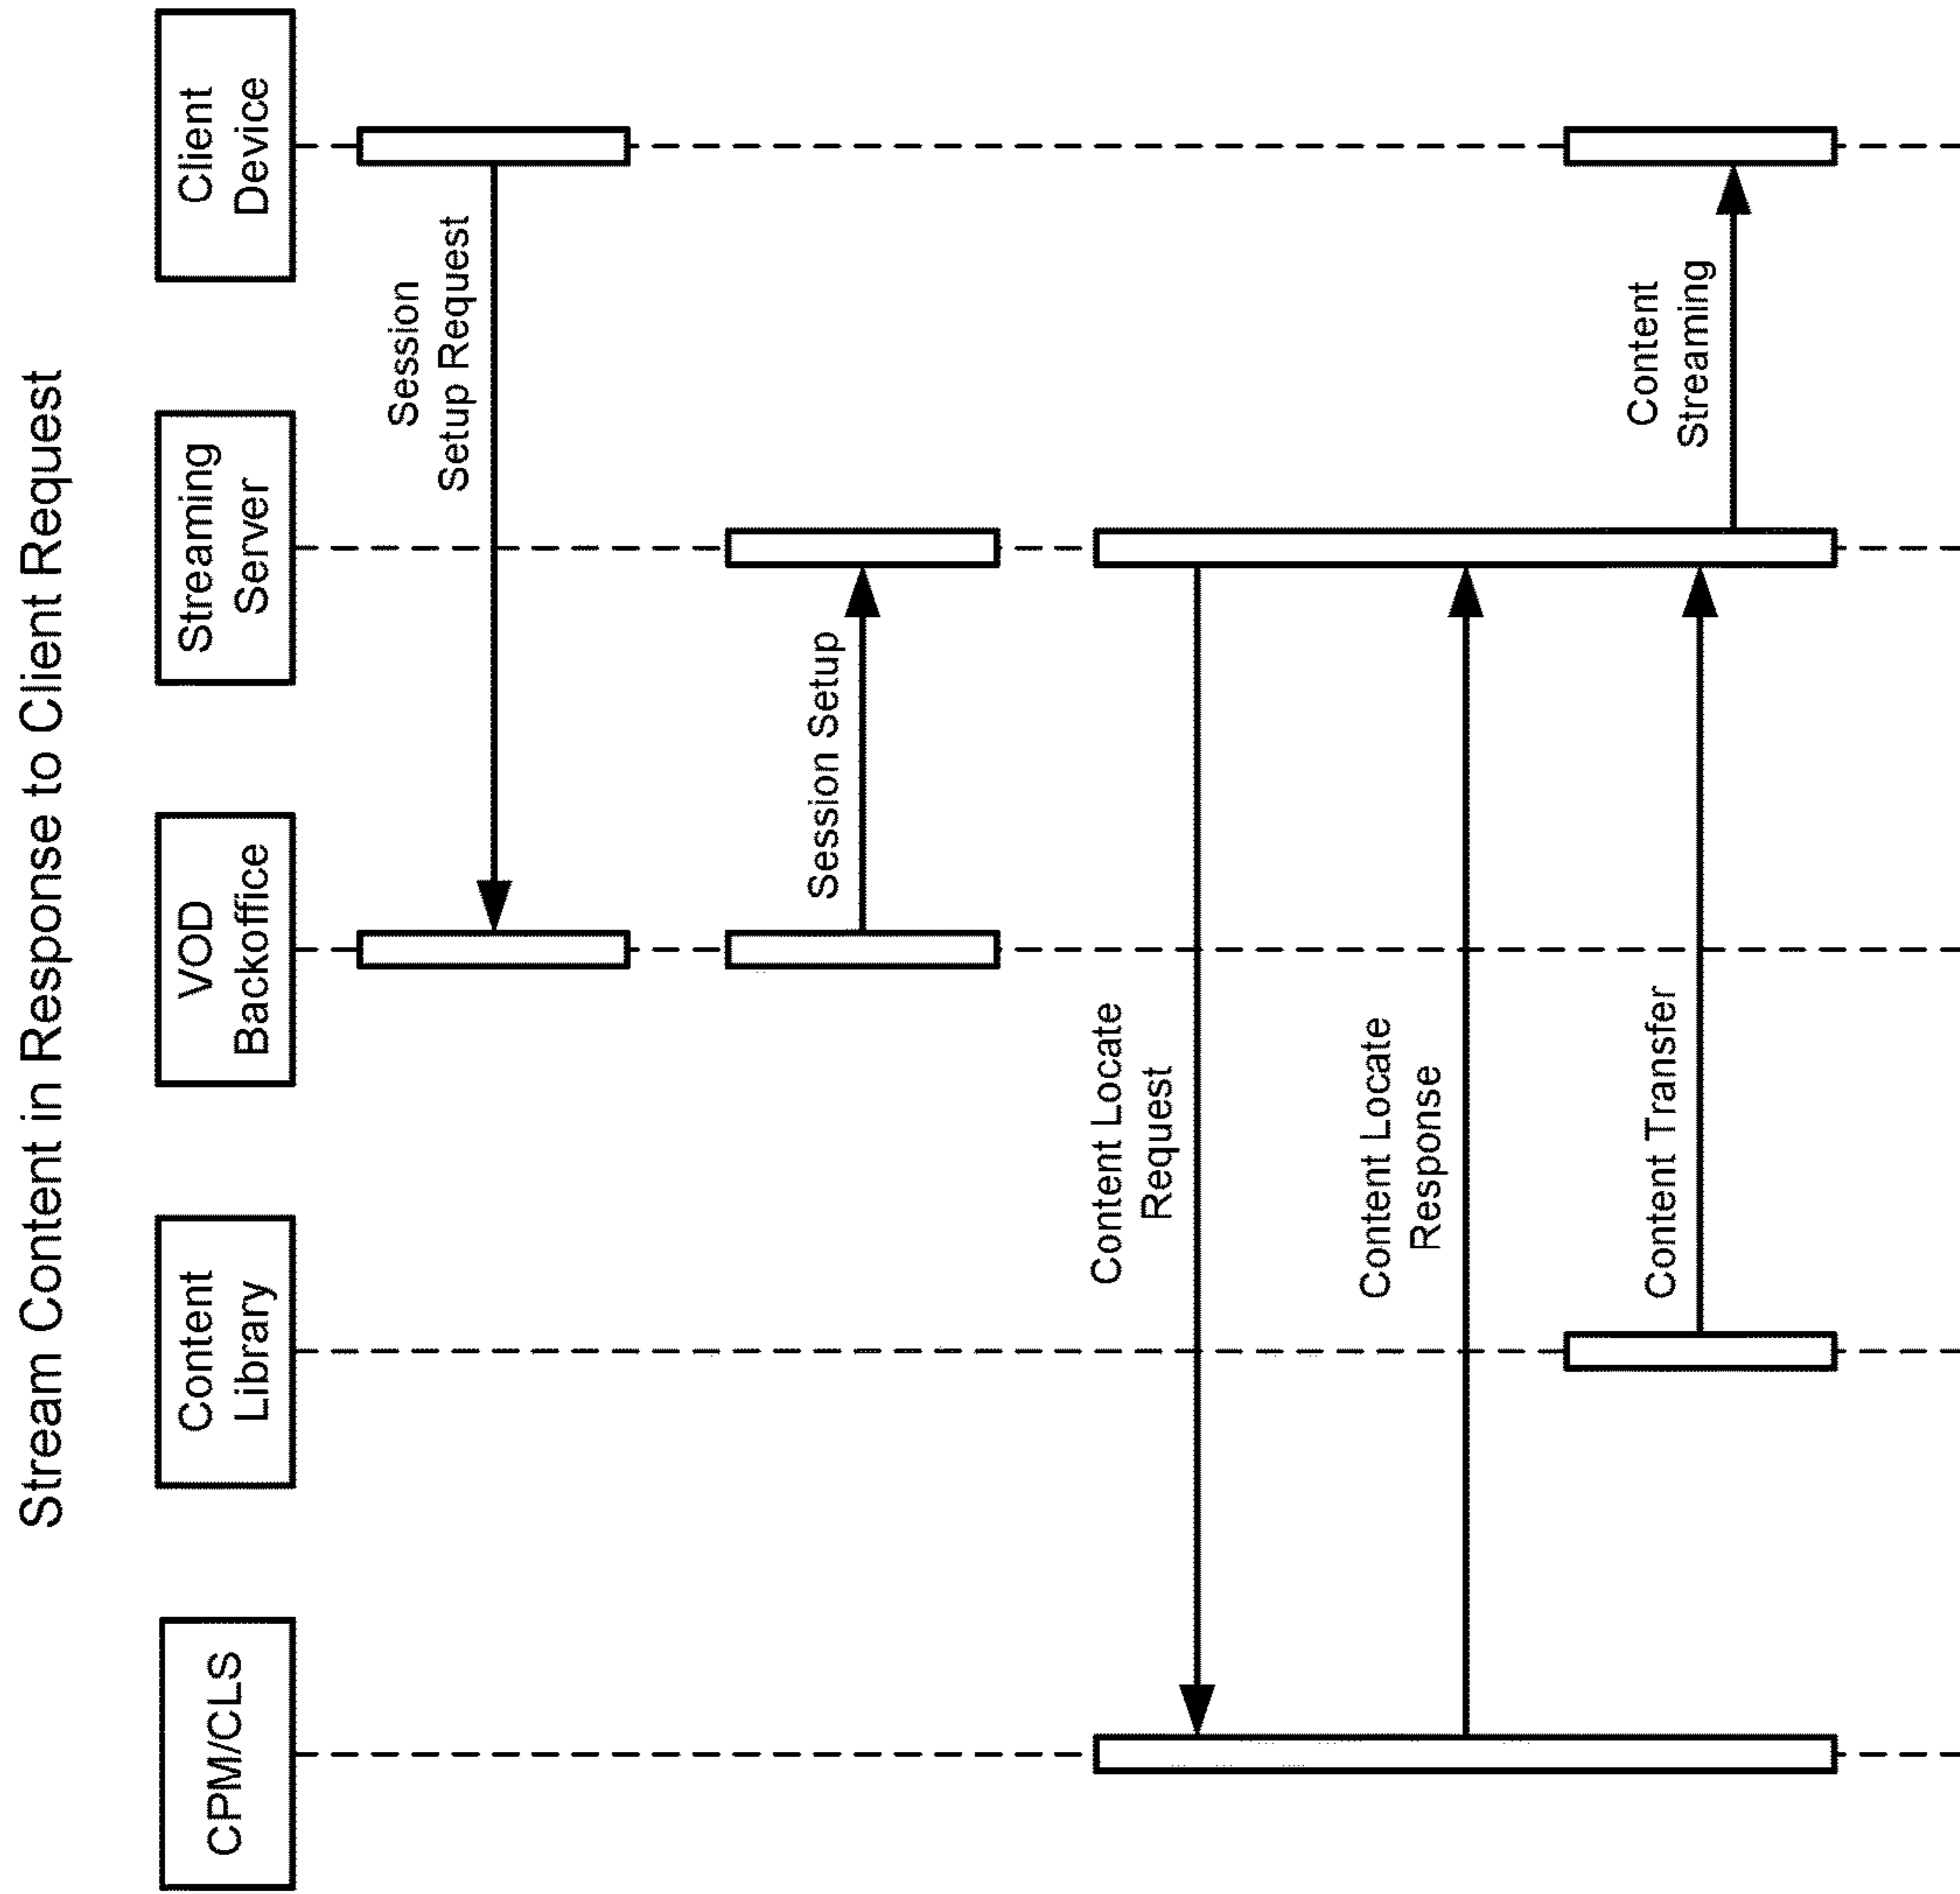 Stream Content in Response to Client Request
CPM/CLS
Content
Library
VOD
Backoffice
Streaming
Server
Client
Device
Session
Setup Request
Session Setup
Content Locate
Request
Content Locate
Response
Content Transfer
Content
Streaming